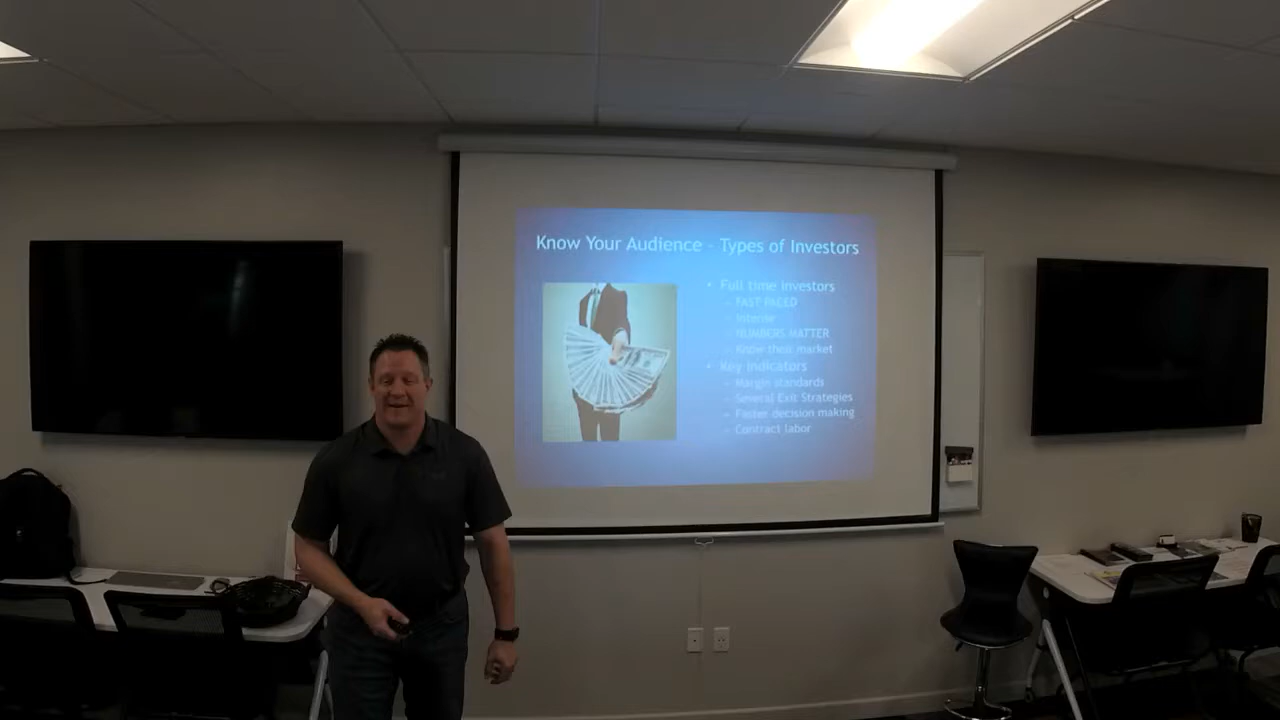 Know Your Audience - Types of Investors
• Full time investors
– FAST PACED
– Intense
– NUMBERS MATTER
– Know their market
• Key indicators
– Margin standards
– Several Exit Strategies
– Faster decision making
– Contract labor